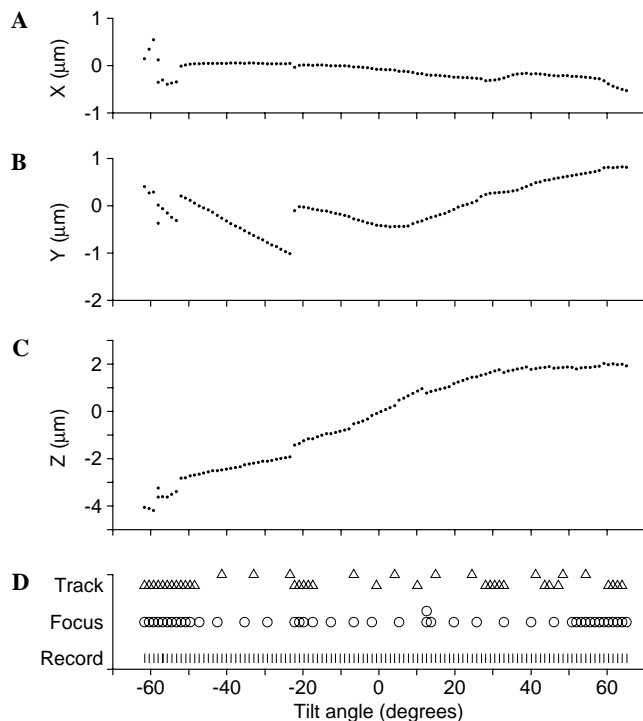 A
X (μm)
1
0
-1
B
Y (μm)
1
0
-1
-2
C
Z (μm)
2
0
-2
-4
D
Track
Focus
Record
-60 -40 -20 0 20 40 60
Tilt angle (degrees)